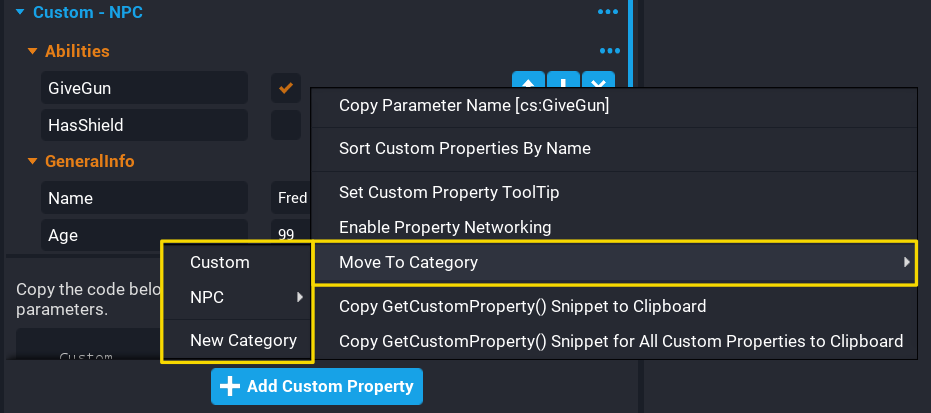 Custom - NPC
Abilities
GiveGun
HasShield
GeneralInfo
Name
Fred
Age
99
Copy Parameter Name [cs:GiveGun]
Sort Custom Properties By Name
Set Custom Property ToolTip
Enable Property Networking
Move To Category
Copy GetCustomProperty() Snippet to Clipboard
Copy GetCustomProperty() Snippet for All Custom Properties to Clipboard
Custom
NPC
New Category
Copy the code belo
parameters.
Custom
Add Custom Property